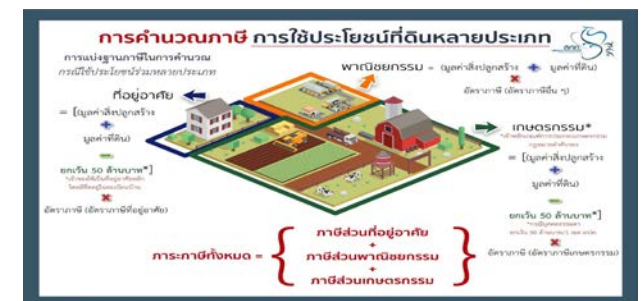 การคำนวณภาษี การใช้ประโยชน์ที่ดินหลายประเภท
สศค.
การแบ่งฐานภาษีในการคำนวณ
กรณีใช้ประโยชน์ร่วมหลายประเภท
พาณิชยกรรม = (มูลค่าสิ่งปลูกสร้าง + มูลค่าที่ดิน)
×
อัตราภาษี (อัตราภาษีอื่น ๆ)
ที่อยู่อาศัย
= [(มูลค่าสิ่งปลูกสร้าง
+
มูลค่าที่ดิน)
-
ยกเว้น 50 ล้านบาท*]
×
อัตราภาษี (อัตราภาษีที่อยู่อาศัย)
เกษตรกรรม*
= [(มูลค่าสิ่งปลูกสร้าง
+
มูลค่าที่ดิน)
-
ยกเว้น 50 ล้านบาท*]
×
อัตราภาษี (อัตราภาษีเกษตรกรรม)
ภาระภาษีทั้งหมด =
ภาษีส่วนที่อยู่อาศัย
+
ภาษีส่วนพาณิชยกรรม
+
ภาษีส่วนเกษตรกรรม